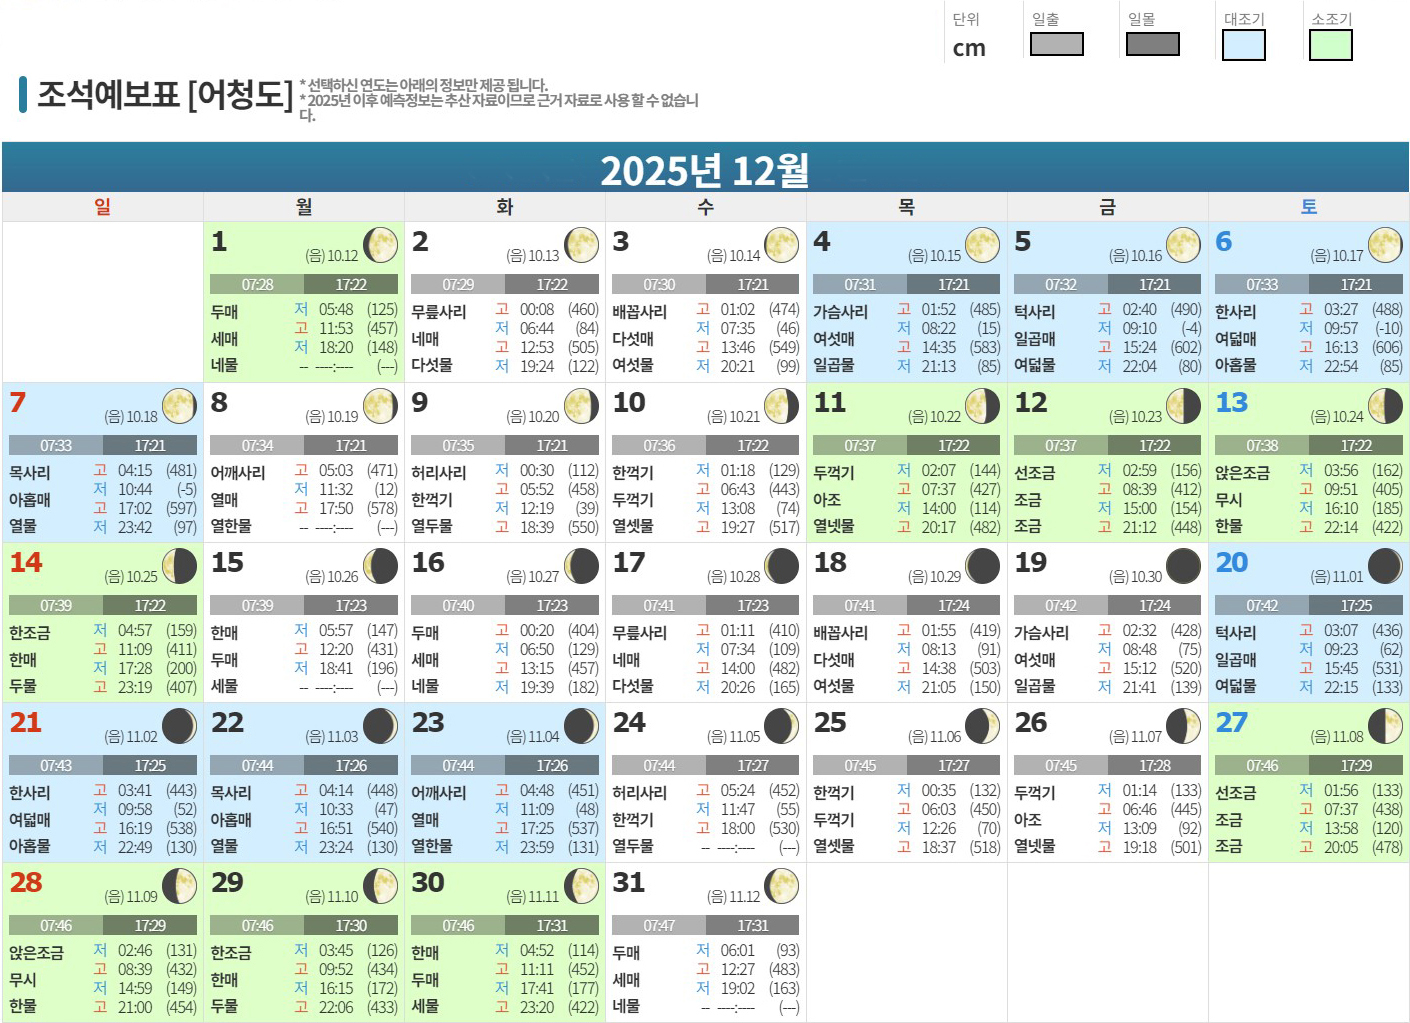 단위 일출 일몰 대조기 소조기
cm
조석예보표 [어청도]
* 선택하신 연도는 아래의 정보만 제공 됩니다.
* 2025년 이후 예측정보는 추산 자료이므로 근거 자료로 사용 할 수 없습니
다.
2025년 12월
일 월 화 수 목 금 토
1 (음) 10.12
07:28 17:22
두매 세매 네물
저 05:48 (125)
고 11:53 (457)
저 18:20 (148)
-- ----:---- (---)
2 (음) 10.13
07:29 17:22
무릎사리 네매 다섯물
고 00:08 (460)
저 06:44 (84)
고 12:53 (505)
저 19:24 (122)
3 (음) 10.14
07:30 17:21
배꼽사리 다섯매 여섯물
고 01:02 (474)
저 07:35 (46)
고 13:46 (549)
저 20:21 (99)
4 (음) 10.15
07:31 17:21
가슴사리 여섯매 일곱물
고 01:52 (485)
저 08:22 (15)
고 14:35 (583)
저 21:13 (85)
5 (음) 10.16
07:32 17:21
턱사리 일곱매 여덟물
고 02:40 (490)
저 09:10 (-4)
고 15:24 (602)
저 22:04 (80)
6 (음) 10.17
07:33 17:21
한사리 여덟매 아홉물
고 03:27 (488)
저 09:57 (-10)
고 16:13 (606)
저 22:54 (85)
7 (음) 10.18
07:33 17:21
목사리 아홉매 열물
고 04:15 (481)
저 10:44 (-5)
고 17:02 (597)
저 23:42 (97)
8 (음) 10.19
07:34 17:21
어깨사리 열매 열한물
고 05:03 (471)
저 11:32 (12)
고 17:50 (578)
-- ----:---- (---)
9 (음) 10.20
07:35 17:21
허리사리 한꺽기 열두물
저 00:30 (112)
고 05:52 (458)
저 12:19 (39)
고 18:39 (550)
10 (음) 10.21
07:36 17:22
한꺽기 두꺽기 열셋물
저 01:18 (129)
고 06:43 (443)
저 13:08 (74)
고 19:27 (517)
11 (음) 10.22
07:37 17:22
두꺽기 아조 열넷물
저 02:07 (144)
고 07:37 (427)
저 14:00 (114)
고 20:17 (482)
12 (음) 10.23
07:37 17:22
선조금 조금 조금
저 02:59 (156)
고 08:39 (412)
저 15:00 (154)
고 21:12 (448)
13 (음) 10.24
07:38 17:22
앉은조금 무시 한물
저 03:56 (162)
고 09:51 (405)
저 16:10 (185)
고 22:14 (422)
14 (음) 10.25
07:39 17:22
한조금 한매 두물
저 04:57 (159)
고 11:09 (411)
저 17:28 (200)
고 23:19 (407)
15 (음) 10.26
07:39 17:23
한매 두매 세물
저 05:57 (147)
고 12:20 (431)
저 18:41 (196)
-- ----:---- (---)
16 (음) 10.27
07:40 17:23
두매 세매 네물
고 00:20 (404)
저 06:50 (129)
고 13:15 (457)
저 19:39 (182)
17 (음) 10.28
07:41 17:23
무릎사리 네매 다섯물
고 01:11 (410)
저 07:34 (109)
고 14:00 (482)
저 20:26 (165)
18 (음) 10.29
07:41 17:24
배꼽사리 다섯매 여섯물
고 01:55 (419)
저 08:13 (91)
고 14:38 (503)
저 21:05 (150)
19 (음) 10.30
07:42 17:24
가슴사리 여섯매 일곱물
고 02:32 (428)
저 08:48 (75)
고 15:12 (520)
저 21:41 (139)
20 (음) 11.01
07:42 17:25
턱사리 일곱매 여덟물
고 03:07 (436)
저 09:23 (62)
고 15:45 (531)
저 22:15 (133)
21 (음) 11.02
07:43 17:25
한사리 여덟매 아홉물
고 03:41 (443)
저 09:58 (52)
고 16:19 (538)
저 22:49 (130)
22 (음) 11.03
07:44 17:26
목사리 아홉매 열물
고 04:14 (448)
저 10:33 (47)
고 16:51 (540)
저 23:24 (130)
23 (음) 11.04
07:44 17:26
어깨사리 열매 열한물
고 04:48 (451)
저 11:09 (48)
고 17:25 (537)
저 23:59 (131)
24 (음) 11.05
07:44 17:27
허리사리 한꺽기 열두물
고 05:24 (452)
저 11:47 (55)
고 18:00 (530)
-- ----:---- (---)
25 (음) 11.06
07:45 17:27
한꺽기 두꺽기 열셋물
저 00:35 (132)
고 06:03 (450)
저 12:26 (70)
고 18:37 (518)
26 (음) 11.07
07:45 17:28
두꺽기 아조 열넷물
저 01:14 (133)
고 06:46 (445)
저 13:09 (92)
고 19:18 (501)
27 (음) 11.08
07:46 17:29
선조금 조금 조금
저 01:56 (133)
고 07:37 (438)
저 13:58 (120)
고 20:05 (478)
28 (음) 11.09
07:46 17:29
앉은조금 무시 한물
저 02:46 (131)
고 08:39 (432)
저 14:59 (149)
고 21:00 (454)
29 (음) 11.10
07:46 17:30
한조금 한매 두물
저 03:45 (126)
고 09:52 (434)
저 16:15 (172)
고 22:06 (433)
30 (음) 11.11
07:46 17:31
한매 두매 세물
저 04:52 (114)
고 11:11 (452)
저 17:41 (177)
고 23:20 (422)
31 (음) 11.12
07:47 17:31
두매 세매 네물
저 06:01 (93)
고 12:27 (483)
저 19:02 (163)
-- ----:---- (---)